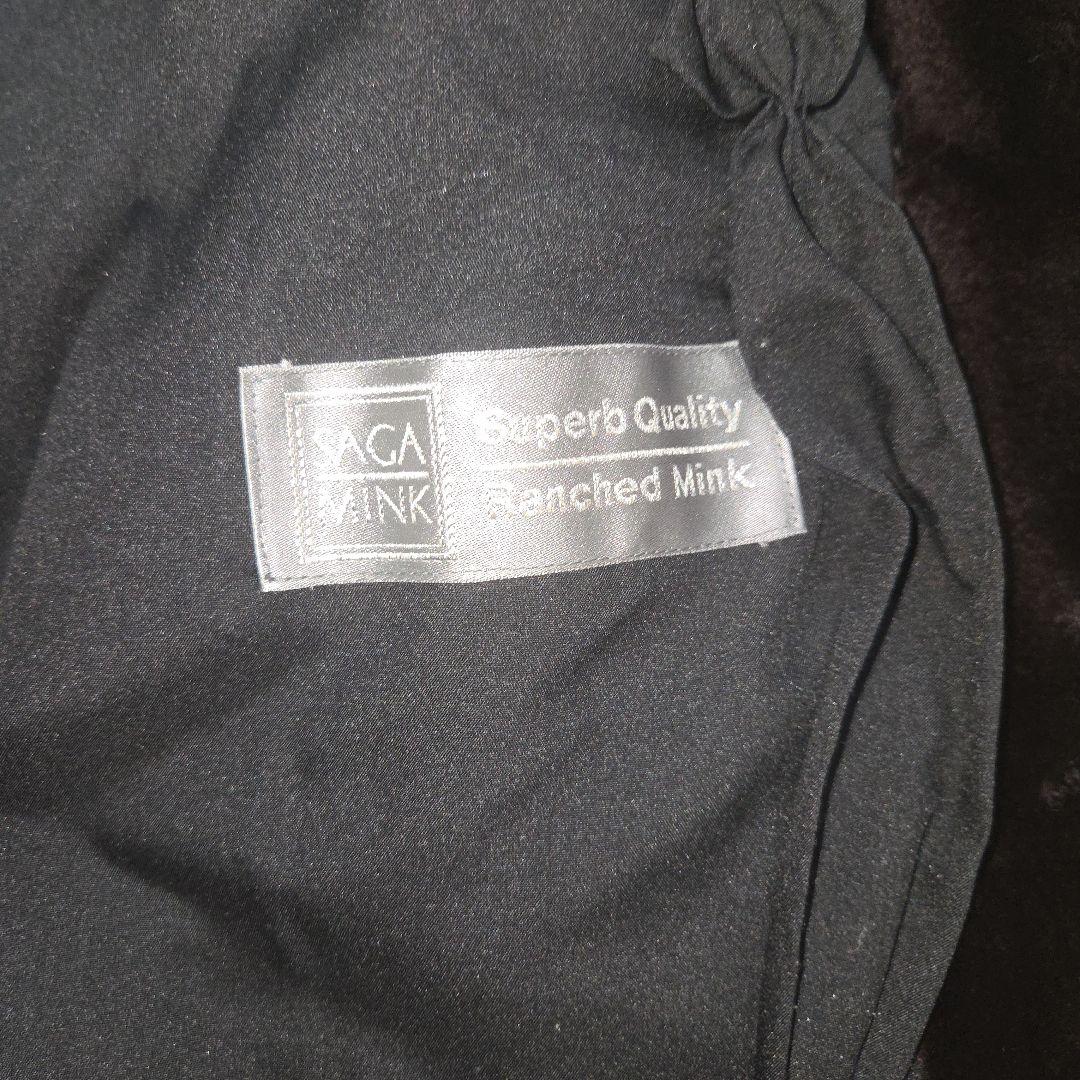 SAGA
MINK
Superb Quality
Ranched Mink